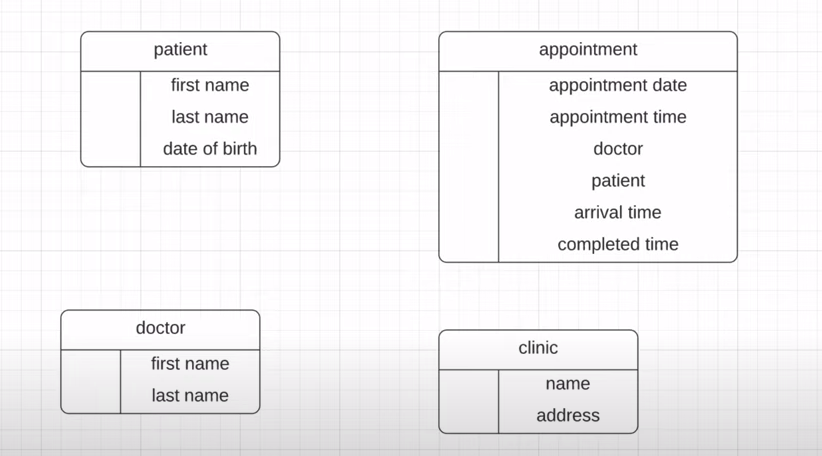 patient
first name
last name
date of birth
appointment
appointment date
appointment time
doctor
patient
arrival time
completed time
doctor
first name
last name
clinic
name
address